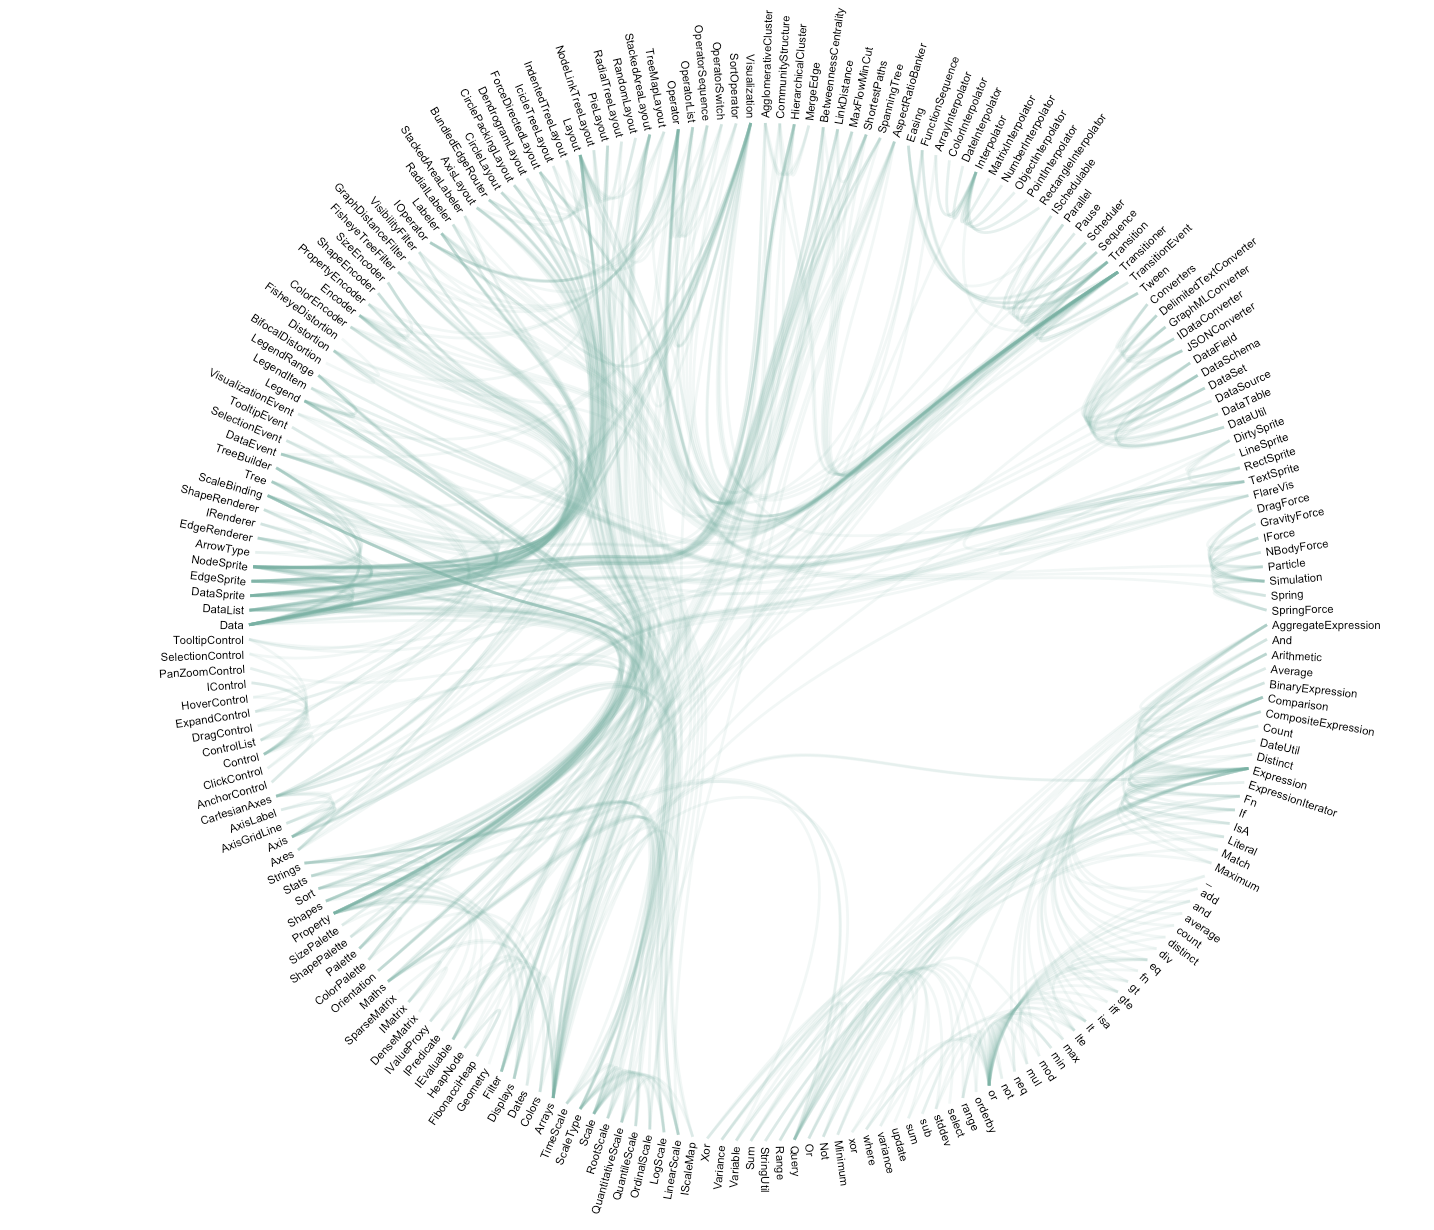 AgglomerativeCluster
CommunityStructure
HierarchicalCluster
MergeEdge
BetweennessCentrality
LinkDistance
MaxFlowMinCut
ShortestPaths
SpanningTree
AspectRatioBanker
Easing
FunctionSequence
ArrayInterpolator
ColorInterpolator
DateInterpolator
Interpolator
MatrixInterpolator
NumberInterpolator
ObjectInterpolator
PointInterpolator
RectangleInterpolator
ISchedulable
Parallel
Pause
Scheduler
Sequence
Transition
Transitioner
TransitionEvent
Tween
Converters
DelimitedTextConverter
GraphMLConverter
IDataConverter
JSONConverter
DataField
DataSchema
DataSet
DataSource
DataTable
DataUtil
DirtySprite
LineSprite
RectSprite
TextSprite
FlareVis
DragForce
GravityForce
IForce
NBodyForce
Particle
Simulation
Spring
SpringForce
AggregateExpression
And
Arithmetic
Average
BinaryExpression
Comparison
CompositeExpression
Count
DateUtil
Distinct
Expression
ExpressionIterator
Fn
If
IsA
Literal
Match
Maximum
_
add
and
average
count
distinct
div
eq
fn
gt
gte
iff
isa
lt
lte
max
min
mod
mul
neq
not
or
orderby
range
select
stddev
sub
sum
update
variance
where
xor
Minimum
Not
Or
Query
Range
StringUtil
Sum
Variable
Variance
Xor
IScaleMap
LinearScale
LogScale
OrdinalScale
QuantileScale
QuantitativeScale
RootScale
Scale
ScaleType
TimeScale
Arrays
Colors
Dates
Displays
Filter
Geometry
FibonacciHeap
HeapNode
IEvaluable
IPredicate
IValueProxy
DenseMatrix
IMatrix
SparseMatrix
Maths
Orientation
ColorPalette
Palette
ShapePalette
SizePalette
Property
Shapes
Sort
Stats
Strings
Axes
Axis
AxisGridLine
AxisLabel
CartesianAxes
AnchorControl
ClickControl
Control
ControlList
DragControl
ExpandControl
HoverControl
IControl
PanZoomControl
SelectionControl
TooltipControl
Data
DataList
DataSprite
EdgeSprite
NodeSprite
ArrowType
EdgeRenderer
IRenderer
ShapeRenderer
ScaleBinding
Tree
TreeBuilder
DataEvent
SelectionEvent
TooltipEvent
VisualizationEvent
Legend
LegendItem
LegendRange
BifocalDistortion
Distortion
FisheyeDistortion
ColorEncoder
Encoder
PropertyEncoder
ShapeEncoder
SizeEncoder
FisheyeTreeFilter
GraphDistanceFilter
VisibilityFilter
IOperator
Labeler
RadialLabeler
StackedAreaLabeler
AxisLayout
BundledEdgeRouter
CircleLayout
CirclePackingLayout
DendrogramLayout
ForceDirectedLayout
IcicleTreeLayout
IndentedTreeLayout
Layout
NodeLinkTreeLayout
PieLayout
RadialTreeLayout
RandomLayout
StackedAreaLayout
TreeMapLayout
Operator
OperatorList
OperatorSequence
OperatorSwitch
SortOperator
Visualization